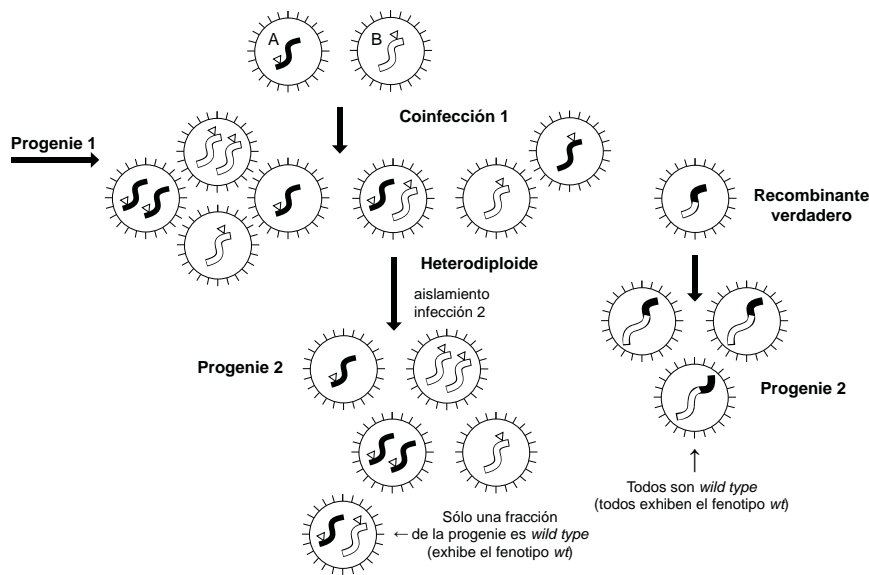 A
B
Coinfección 1
Progenie 1
Recombinante
verdadero
Heterodiploide
aislamiento
infección 2
Progenie 2
Progenie 2
Todos son wild type
(todos exhiben el fenotipo wt)
Sólo una fracción
← de la progenie es wild type
(exhibe el fenotipo wt)